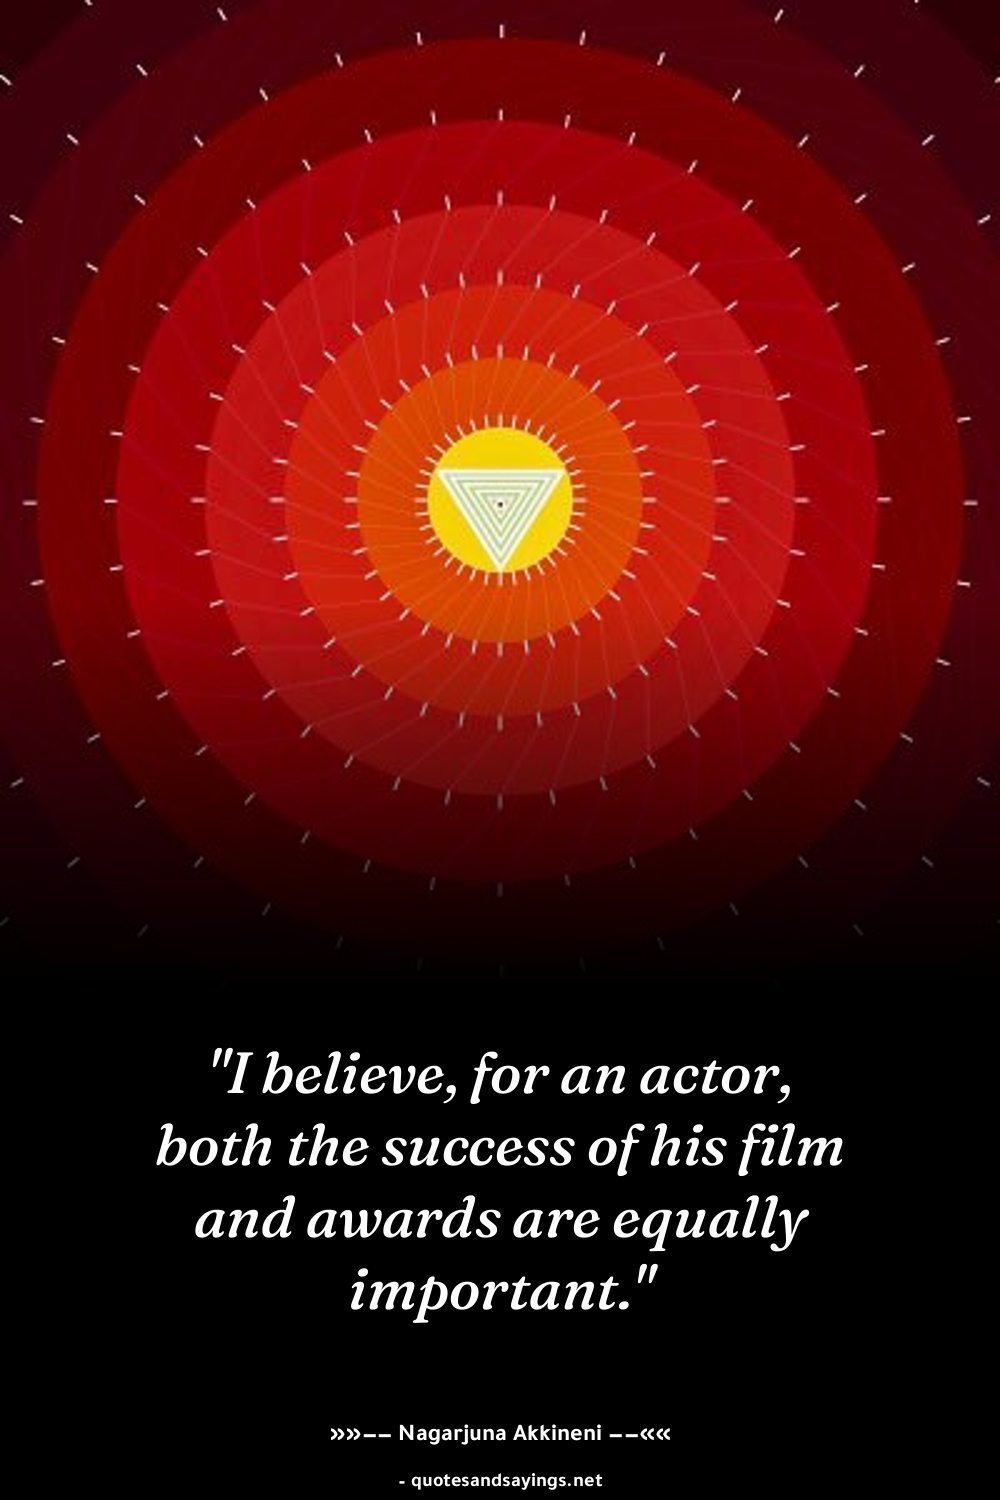 "I believe, for an actor,
both the success of his film
and awards are equally
important."
»»−− Nagarjuna Akkineni −−««
- quotesandsayings.net